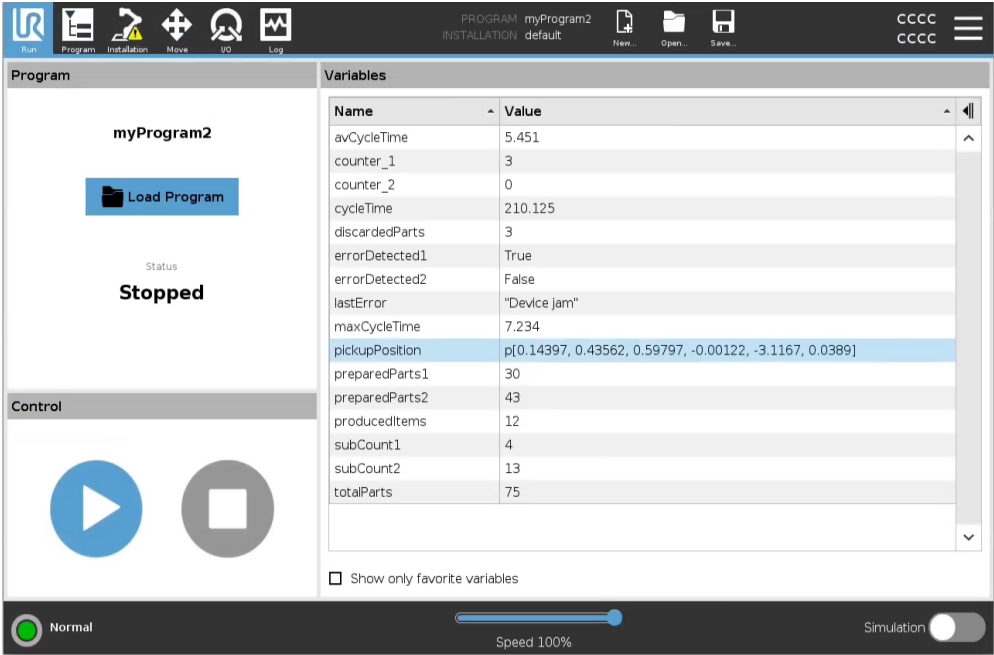 UR
PROGRAM myProgram2
INSTALLATION default
CCCC
CCCC
Run Program Installation Move I/O Log New... Open... Save...
Program
Variables
myProgram2
Load Program
Status
Stopped
Control
Name Value
avCycleTime 5.451
counter_1 3
counter_2 0
cycleTime 210.125
discardedParts 3
errorDetected1 True
errorDetected2 False
lastError "Device jam"
maxCycleTime 7.234
pickupPosition p[0.14397, 0.43562, 0.59797, -0.00122, -3.1167, 0.0389]
preparedParts1 30
preparedParts2 43
producedItems 12
subCount1 4
subCount2 13
totalParts 75
Show only favorite variables
Normal
Speed 100%
Simulation